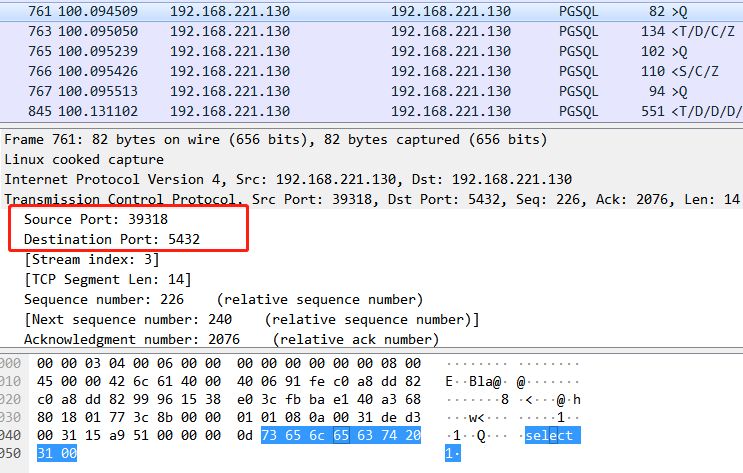 761 100.094509 192.168.221.130 192.168.221.130 PGSQL 82 >Q
763 100.095050 192.168.221.130 192.168.221.130 PGSQL 134 <T/D/C/Z
765 100.095239 192.168.221.130 192.168.221.130 PGSQL 102 >Q
766 100.095426 192.168.221.130 192.168.221.130 PGSQL 110 <S/C/Z
767 100.095513 192.168.221.130 192.168.221.130 PGSQL 94 >Q
845 100.131102 192.168.221.130 192.168.221.130 PGSQL 551 <T/D/D/D/
Frame 761: 82 bytes on wire (656 bits), 82 bytes captured (656 bits)
Linux cooked capture
Internet Protocol Version 4, Src: 192.168.221.130, Dst: 192.168.221.130
Transmission Control Protocol, Src Port: 39318, Dst Port: 5432, Seq: 226, Ack: 2076, Len: 14
Source Port: 39318
Destination Port: 5432
[Stream index: 3]
[TCP Segment Len: 14]
Sequence number: 226 (relative sequence number)
[Next sequence number: 240 (relative sequence number)]
Acknowledgment number: 2076 (relative ack number)
000 00 00 03 04 00 06 00 00 00 00 00 00 00 00 08 00 ········ ········
010 45 00 00 42 6c 61 40 00 40 06 91 fe c0 a8 dd 82 E··Bla@· @·······
020 c0 a8 dd 82 99 96 15 38 e0 3c fb ba e1 40 a3 68 ·······8 ·<···@·h
030 80 18 01 77 3c 8b 00 00 01 01 08 0a 00 31 de d3 ···w<··· ·····1··
040 00 31 15 a9 51 00 00 00 0d 73 65 6c 65 63 74 20 ·1··Q··· ·select
050 31 00 1·